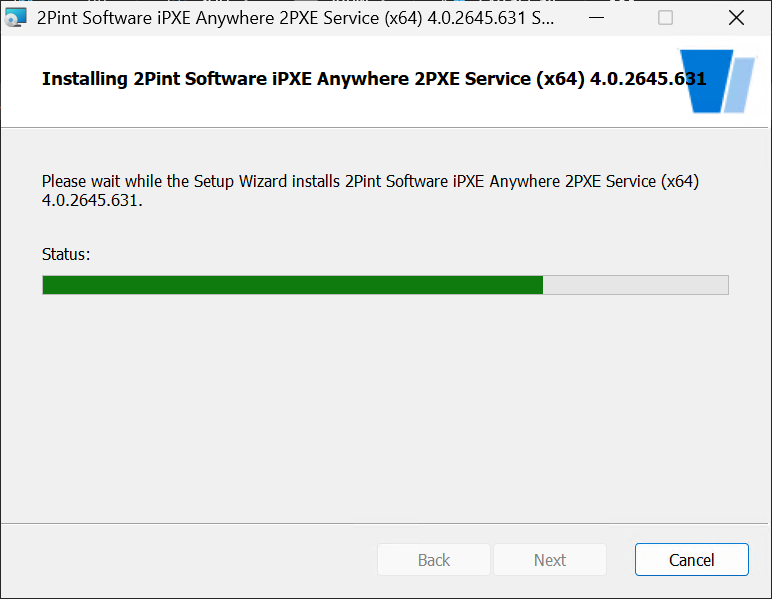 2Pint Software iPXE Anywhere 2PXE Service (x64) 4.0.2645.631 S...
Installing 2Pint Software iPXE Anywhere 2PXE Service (x64) 4.0.2645.631
Please wait while the Setup Wizard installs 2Pint Software iPXE Anywhere 2PXE Service (x64)
4.0.2645.631.
Status:
Back
Next
Cancel